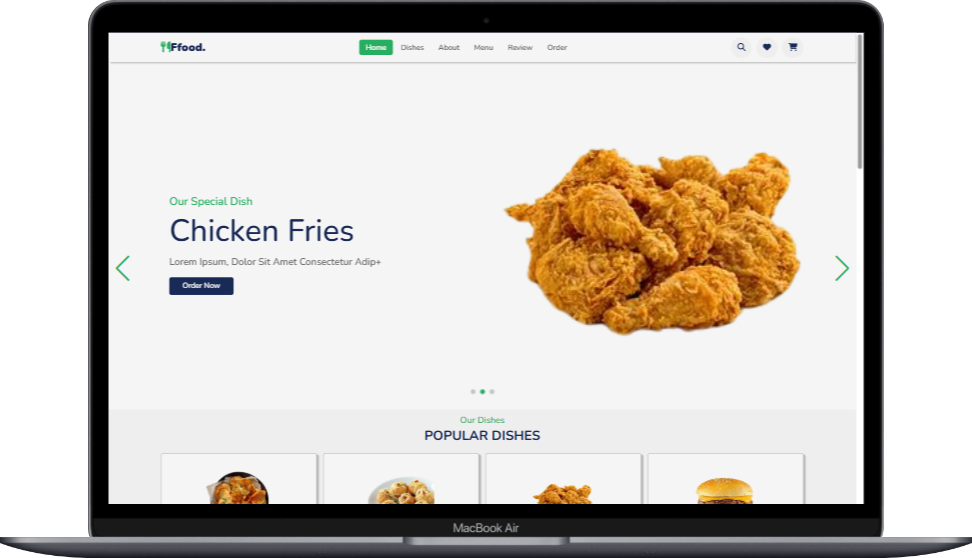 Ffood.
Home Dishes About Menu Review Order
Our Special Dish
Chicken Fries
Lorem Ipsum, Dolor Sit Amet Consectetur Adip+
Order Now
Our Dishes
POPULAR DISHES
MacBook Air